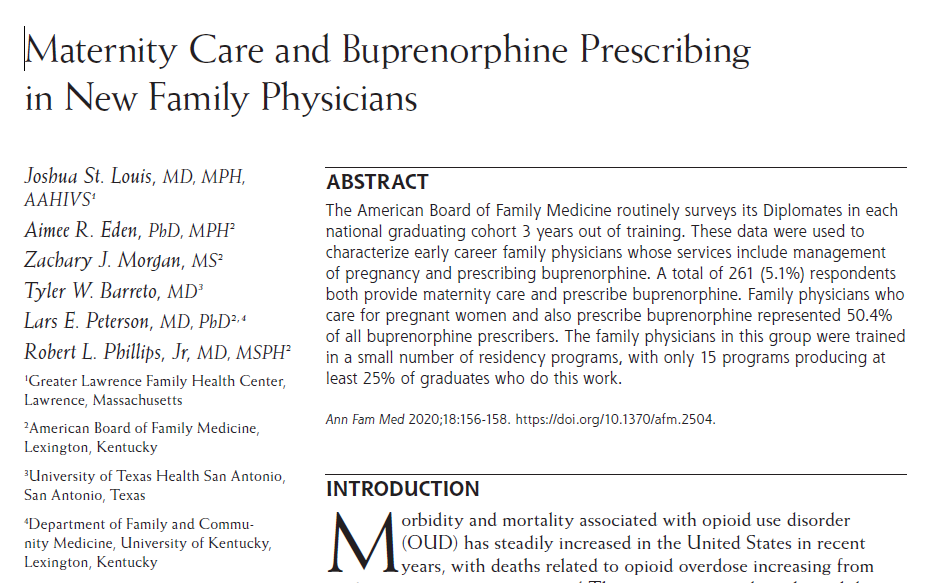 Maternity Care and Buprenorphine Prescribing
in New Family Physicians
Joshua St. Louis, MD, MPH,
AAHIVS¹
Aimee R. Eden, PhD, MPH²
Zachary J. Morgan, MS²
Tyler W. Barreto, MD³
Lars E. Peterson, MD, PhD²,⁴
Robert L. Phillips, Jr, MD, MSPH²
¹Greater Lawrence Family Health Center,
Lawrence, Massachusetts
²American Board of Family Medicine,
Lexington, Kentucky
³University of Texas Health San Antonio,
San Antonio, Texas
⁴Department of Family and Commu-
nity Medicine, University of Kentucky,
Lexington, Kentucky
ABSTRACT
The American Board of Family Medicine routinely surveys its Diplomates in each
national graduating cohort 3 years out of training. These data were used to
characterize early career family physicians whose services include management
of pregnancy and prescribing buprenorphine. A total of 261 (5.1%) respondents
both provide maternity care and prescribe buprenorphine. Family physicians who
care for pregnant women and also prescribe buprenorphine represented 50.4%
of all buprenorphine prescribers. The family physicians in this group were trained
in a small number of residency programs, with only 15 programs producing at
least 25% of graduates who do this work.
Ann Fam Med 2020;18:156-158. https://doi.org/10.1370/afm.2504.
INTRODUCTION
Morbidity and mortality associated with opioid use disorder
(OUD) has steadily increased in the United States in recent
years, with deaths related to opioid overdose increasing from